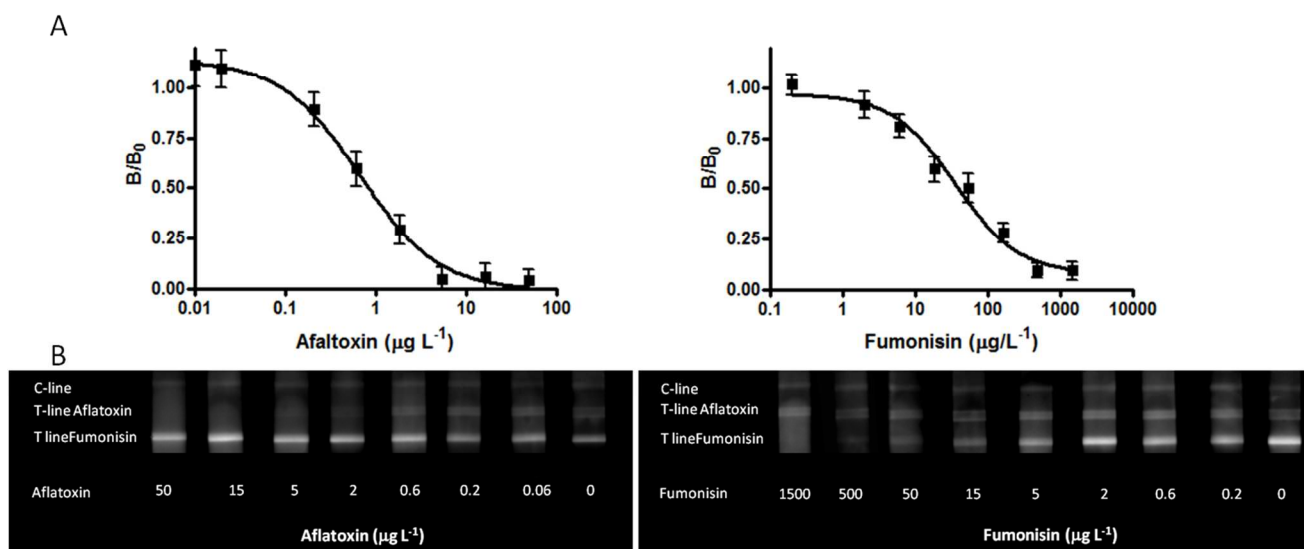 A
B/B0
1.00
0.75
0.50
0.25
0.00
0.01 0.1 1 10 100
Afaltoxin (μg L-1)
B/B0
1.00
0.75
0.50
0.25
0.00
0.1 1 10 100 1000 10000
Fumonisin (μg/L-1)
B
C-line
T-line Aflatoxin
T lineFumonisin
Aflatoxin 50 15 5 2 0.6 0.2 0.06 0
Aflatoxin (μg L-1)
C-line
T-line Aflatoxin
T lineFumonisin
Fumonisin 1500 500 50 15 5 2 0.6 0.2 0
Fumonisin (μg L-1)